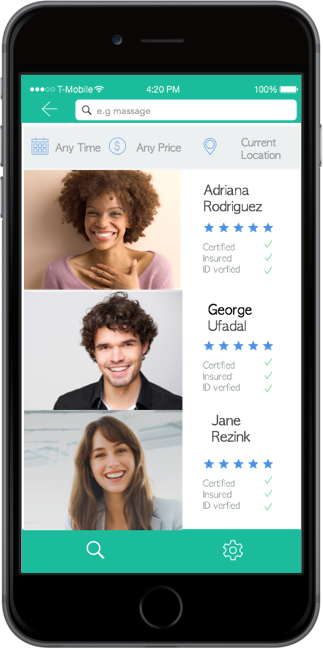 T-Mobile 4:20 PM 100%
e.g massage
Any Time $ Any Price Current
Location
Adriana
Rodriguez
Certified
Insured
ID verfied
George
Ufadal
Certified
Insured
ID verfied
Jane
Rezink
Certified
Insured
ID verfied